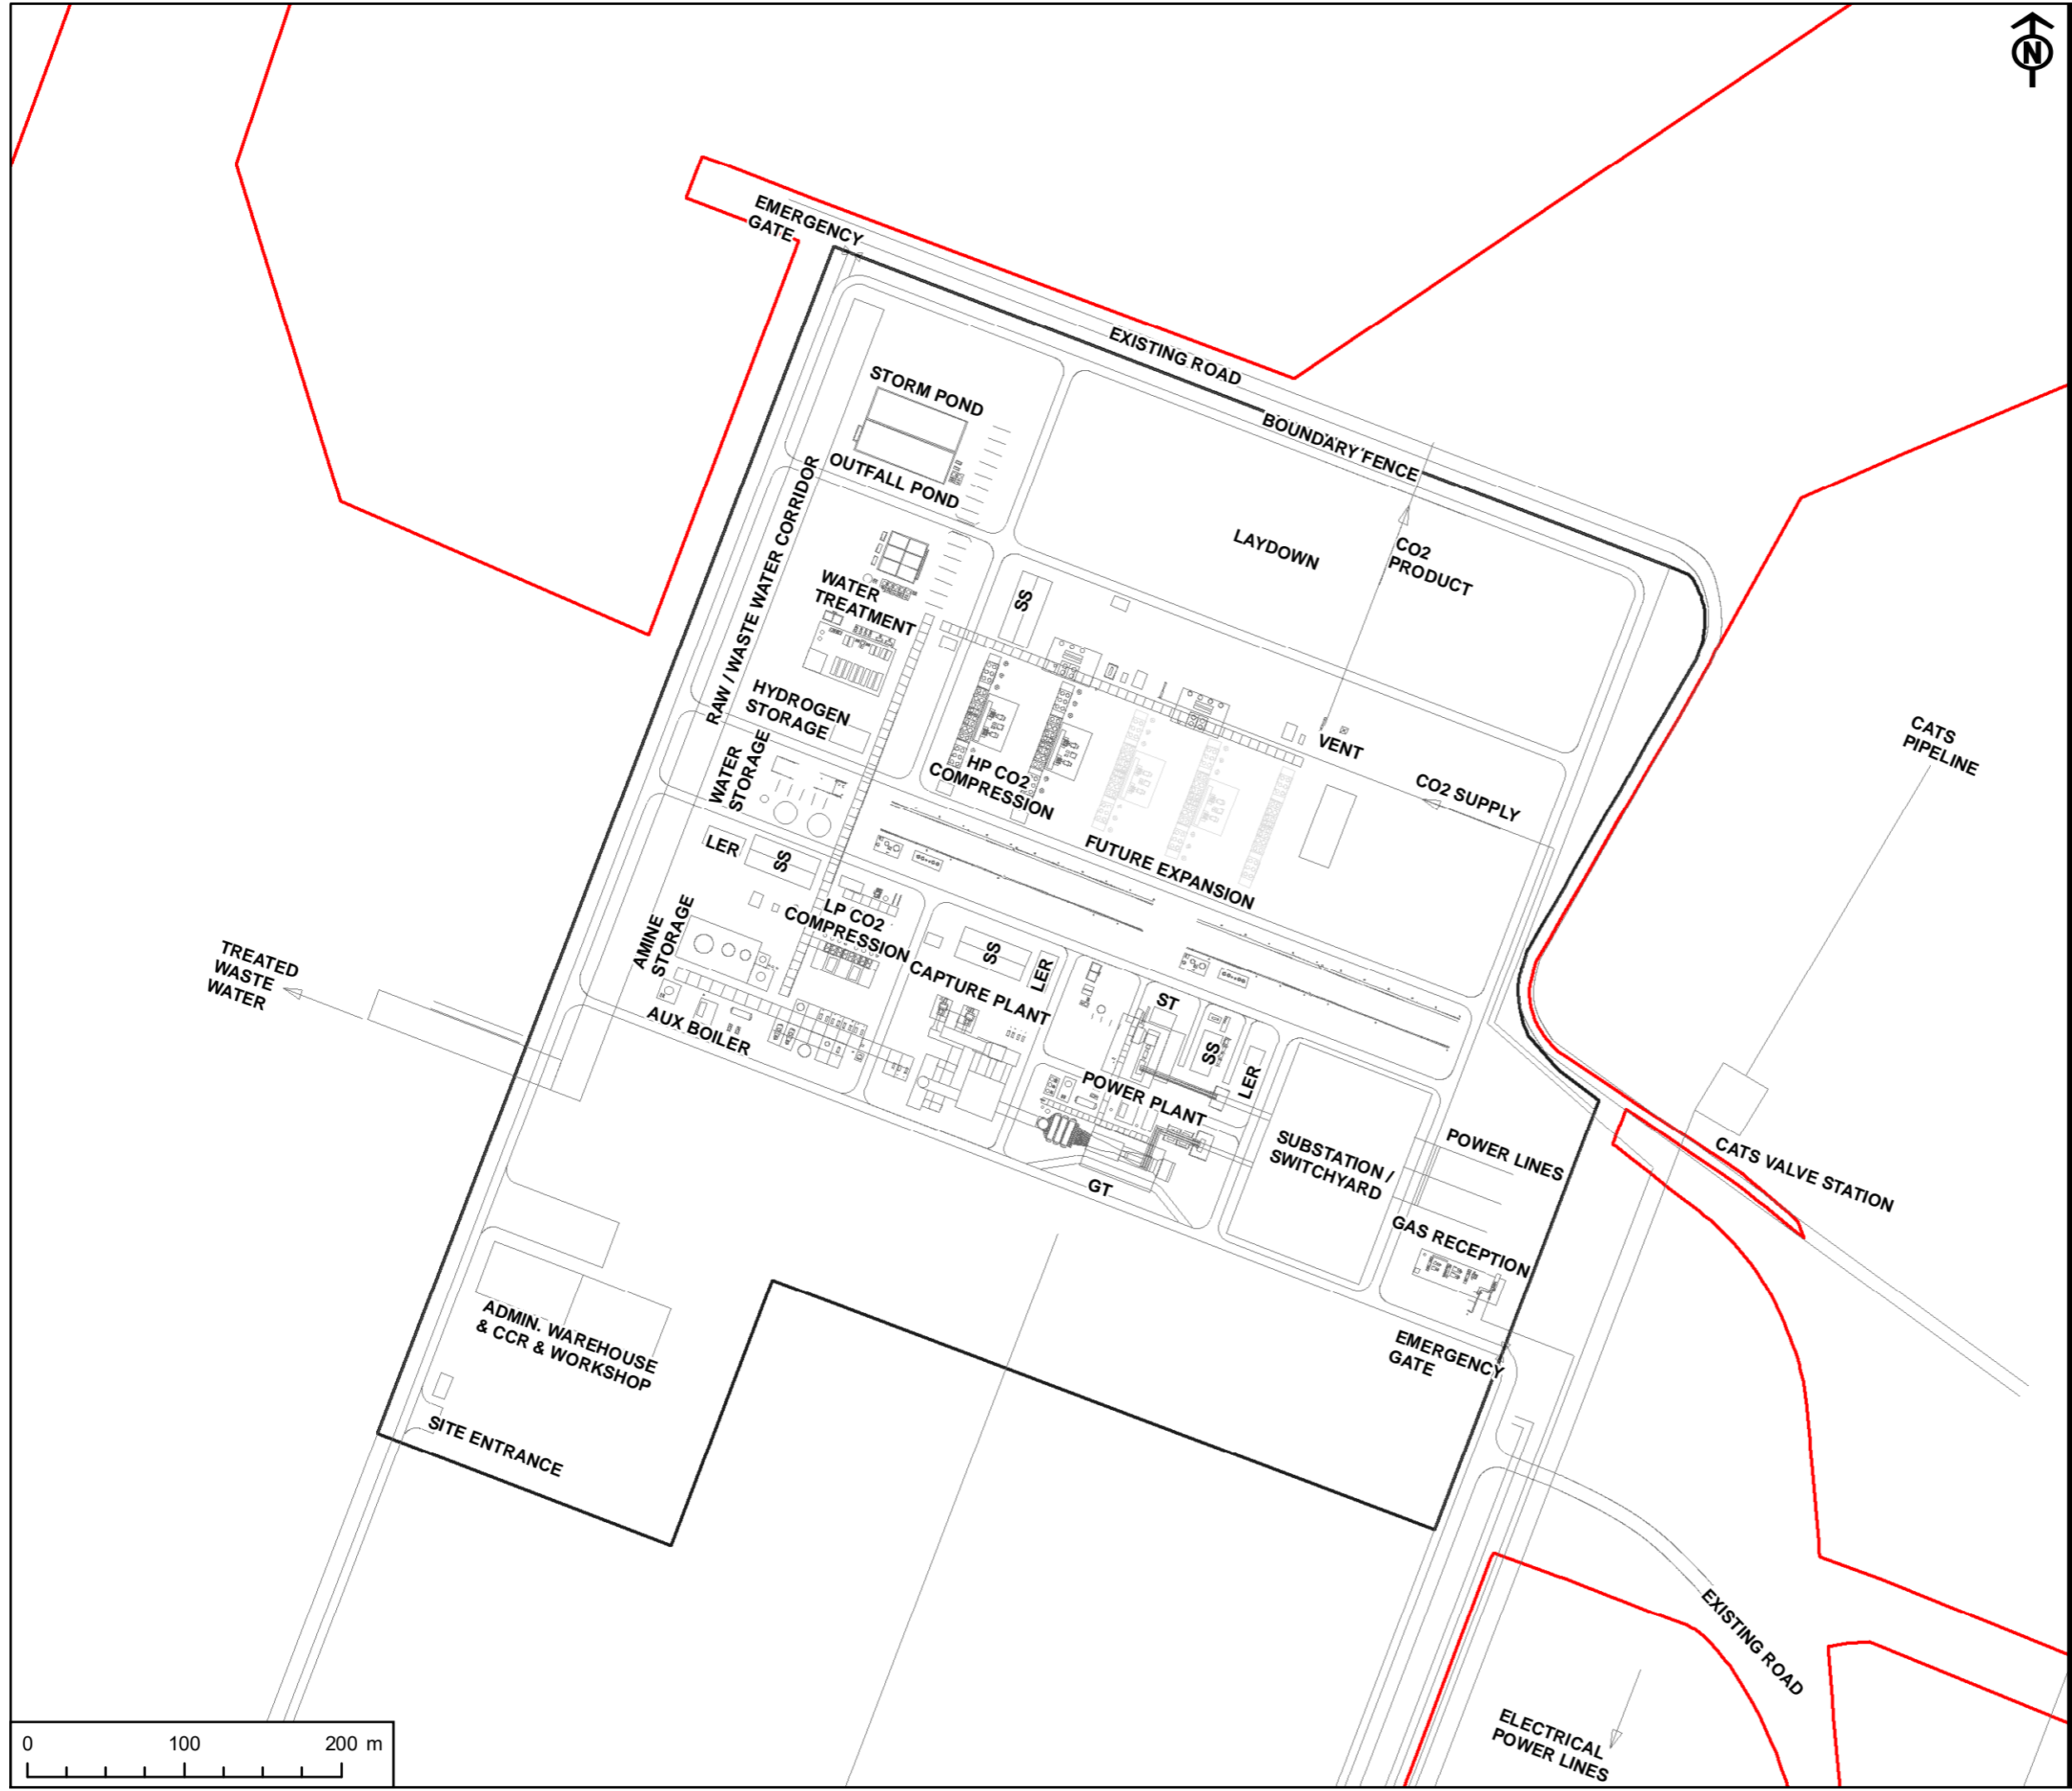 N
EMERGENCY
GATE
EXISTING ROAD
BOUNDARY FENCE
STORM POND
OUTFALL POND
RAW / WASTE WATER CORRIDOR
LAYDOWN
CO2
PRODUCT
SS
WATER
TREATMENT
HYDROGEN
STORAGE
WATER
STORAGE
HP CO2
COMPRESSION
VENT
CO2 SUPPLY
CATS
PIPELINE
FUTURE EXPANSION
LER
SS
LP CO2
COMPRESSION
AMINE
STORAGE
TREATED
WASTE
WATER
CAPTURE PLANT
SS
LER
AUX BOILER
ST
SS
LER
POWER PLANT
GT
SUBSTATION /
SWITCHYARD
POWER LINES
CATS VALVE STATION
GAS RECEPTION
EMERGENCY
GATE
ADMIN. WAREHOUSE
& CCR & WORKSHOP
SITE ENTRANCE
EXISTING ROAD
ELECTRICAL
POWER LINES
0 100 200 m